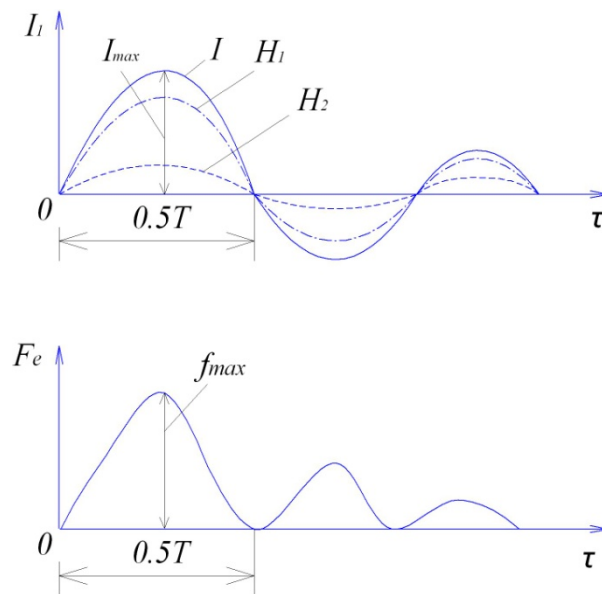 I₁
Iₘₐₓ
I
H₁
H₂
0
0.5T
τ
Fₑ
fₘₐₓ
0
0.5T
τ